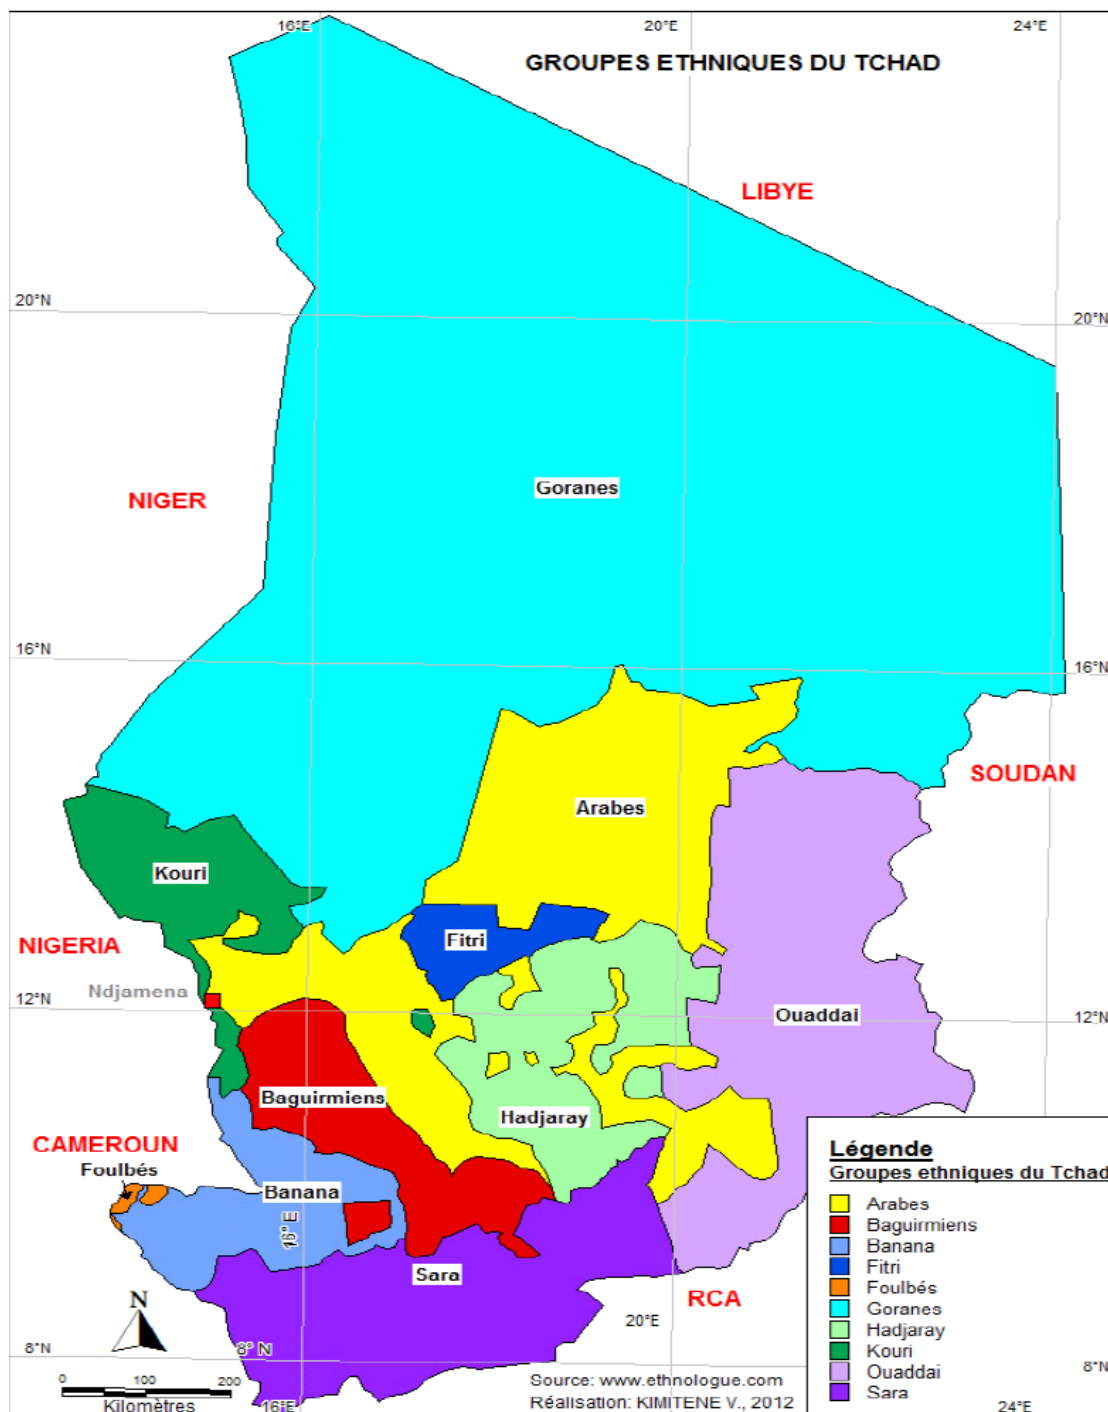 16°E 20°E 24°E
GROUPES ETHNIQUES DU TCHAD
LIBYE
20°N 20°N
Goranes
NIGER
16°N 16°N
SOUDAN
Arabes
Kouri
NIGERIA
Fitri
Ndjamena
12°N 12°N
Ouaddai
Baguirmiens
Hadjaray
CAMEROUN
Foulbés
Banana
16°E
Sara
RCA
Légende
Groupes ethniques du Tchad
Arabes
Baguirmiens
Banana
Fitri
Foulbés
Goranes
Hadjaray
Kouri
Ouaddai
Sara
N
20°E
8°N 8° N 8°N
0 100 200
Kilomètres
16°E 24°E
Source: www.ethnologue.com
Réalisation: KIMITENE V., 2012